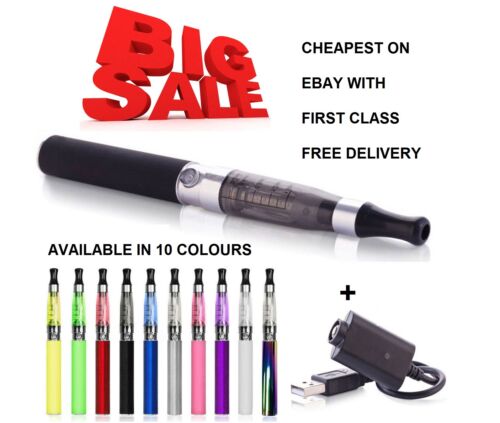 BIG
SALE
CHEAPEST ON
EBAY WITH
FIRST CLASS
FREE DELIVERY
AVAILABLE IN 10 COLOURS
+